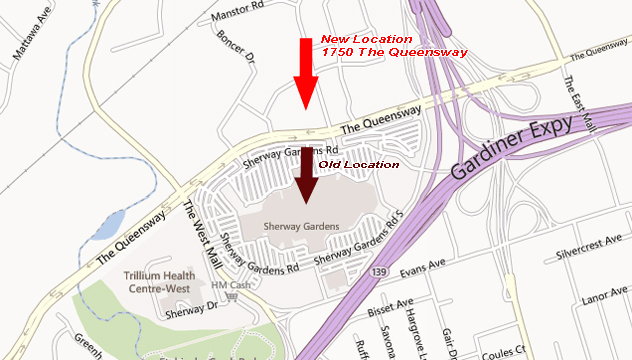 Manstor Rd
Mattawa Ave
Boncer Dr
New Location
1750 The Queensway
The Queensway
The East Mall
The Queensway
Gardiner Expy
Sherway Gardens Rd
Old Location
The West Mall
Sherway Gardens
The Queensway
Sherway Gardens Rd
Sherway Gardens Rd S
Silvercrest Ave
Trillium Health
Centre-West
HM Cash
139
Evans Ave
Lanor Ave
Sherway Dr
Bisset Ave
Savona
Hargrove L
Gair Dr
Coules Ct
Greenh
Ruff